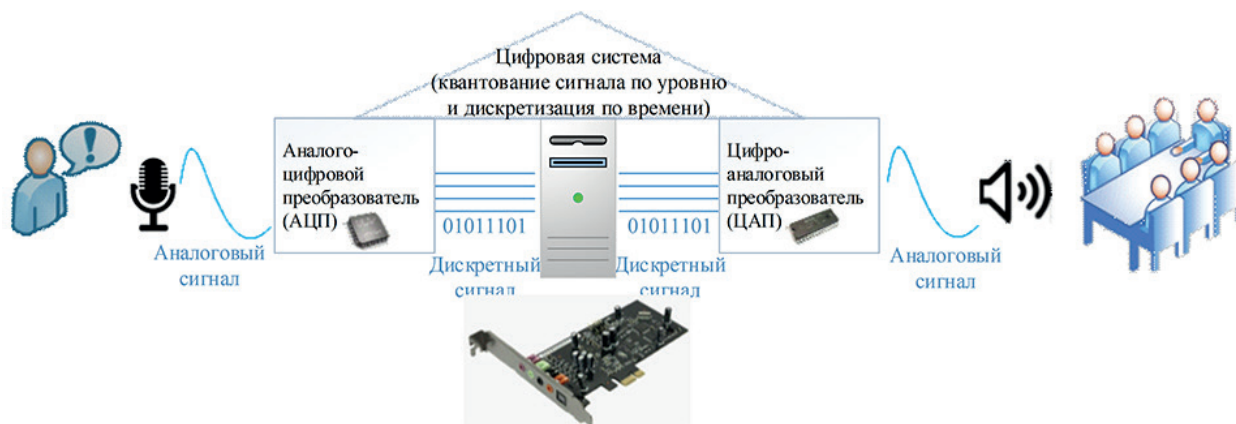 Цифровая система
(квантование сигнала по уровню
и дискретизация по времени)
Аналого-
цифровой
преобразователь
(АЦП)
01011101
01011101
Цифро-
аналоговый
преобразователь
(ЦАП)
Аналоговый
сигнал
Дискретный
сигнал
Дискретный
сигнал
Аналоговый
сигнал